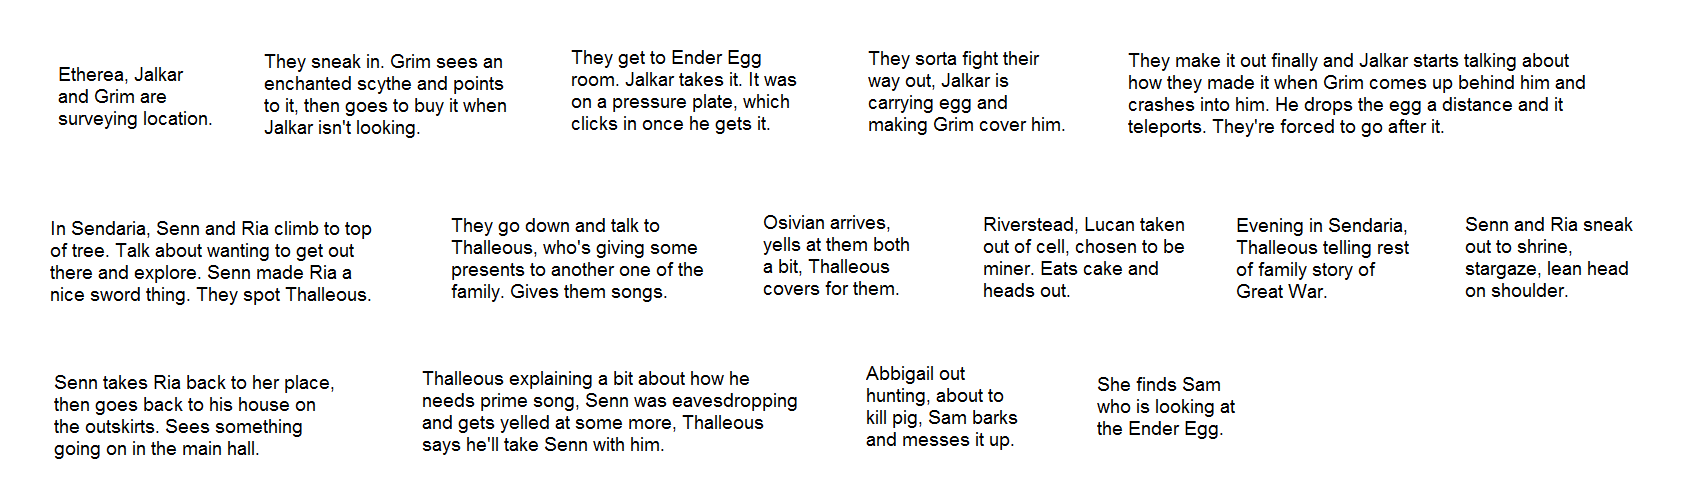 Etherea, Jalkar
and Grim are
surveying location.
They sneak in. Grim sees an
enchanted scythe and points
to it, then goes to buy it when
Jalkar isn't looking.
They get to Ender Egg
room. Jalkar takes it. It was
on a pressure plate, which
clicks in once he gets it.
They sorta fight their
way out, Jalkar is
carrying egg and
making Grim cover him.
They make it out finally and Jalkar starts talking about
how they made it when Grim comes up behind him and
crashes into him. He drops the egg a distance and it
teleports. They're forced to go after it.
In Sendaria, Senn and Ria climb to top
of tree. Talk about wanting to get out
there and explore. Senn made Ria a
nice sword thing. They spot Thalleous.
They go down and talk to
Thalleous, who's giving some
presents to another one of the
family. Gives them songs.
Osivian arrives,
yells at them both
a bit, Thalleous
covers for them.
Riverstead, Lucan taken
out of cell, chosen to be
miner. Eats cake and
heads out.
Evening in Sendaria,
Thalleous telling rest
of family story of
Great War.
Senn and Ria sneak
out to shrine,
stargaze, lean head
on shoulder.
Senn takes Ria back to her place,
then goes back to his house on
the outskirts. Sees something
going on in the main hall.
Thalleous explaining a bit about how he
needs prime song, Senn was eavesdropping
and gets yelled at some more, Thalleous
says he'll take Senn with him.
Abbigail out
hunting, about to
kill pig, Sam barks
and messes it up.
She finds Sam
who is looking at
the Ender Egg.